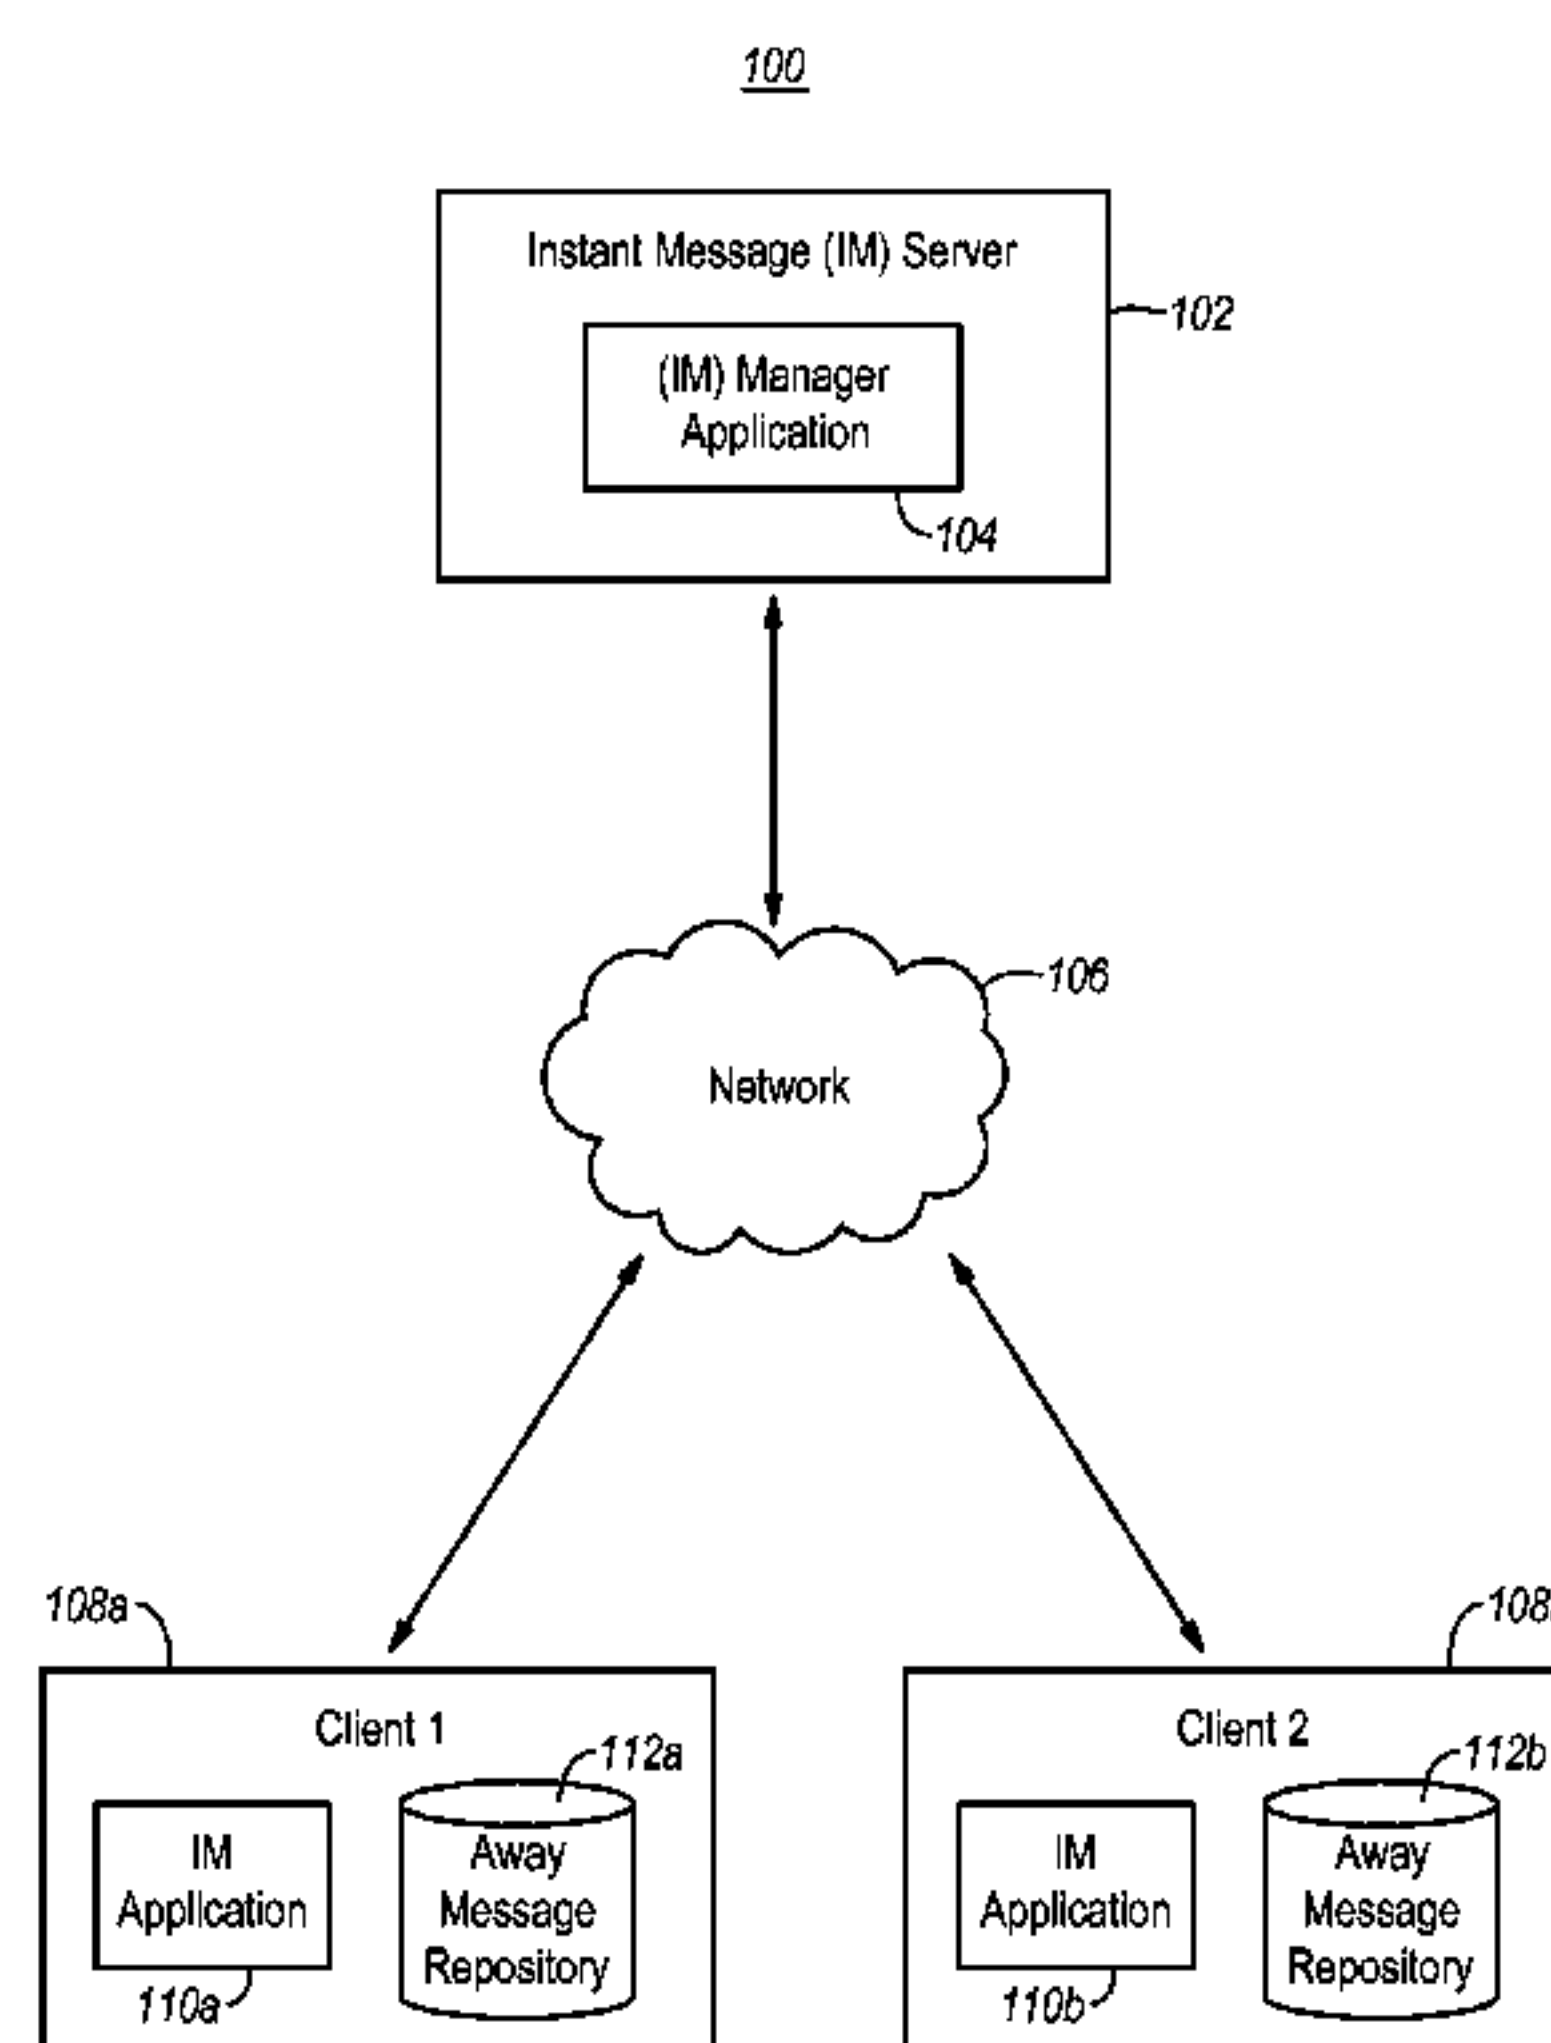 100
Instant Message (IM) Server
102
(IM) Manager
Application
104
106
Network
108a
108
Client 1
112a
IM
Application
110a
Away
Message
Repository
Client 2
112b
IM
Application
110b
Away
Message
Repository